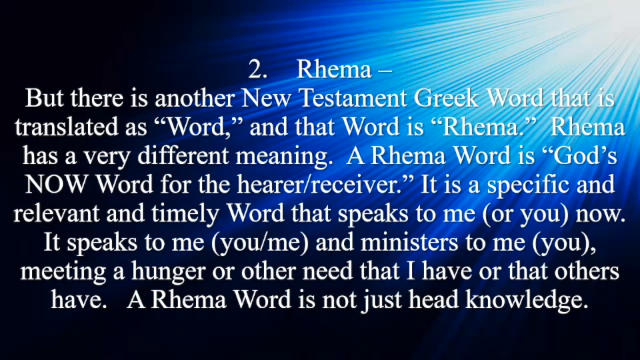 2. Rhema –
But there is another New Testament Greek Word that is
translated as “Word,” and that Word is “Rhema.” Rhema
has a very different meaning. A Rhema Word is “God’s
NOW Word for the hearer/receiver.” It is a specific and
relevant and timely Word that speaks to me (or you) now.
It speaks to me (you/me) and ministers to me (you),
meeting a hunger or other need that I have or that others
have. A Rhema Word is not just head knowledge.